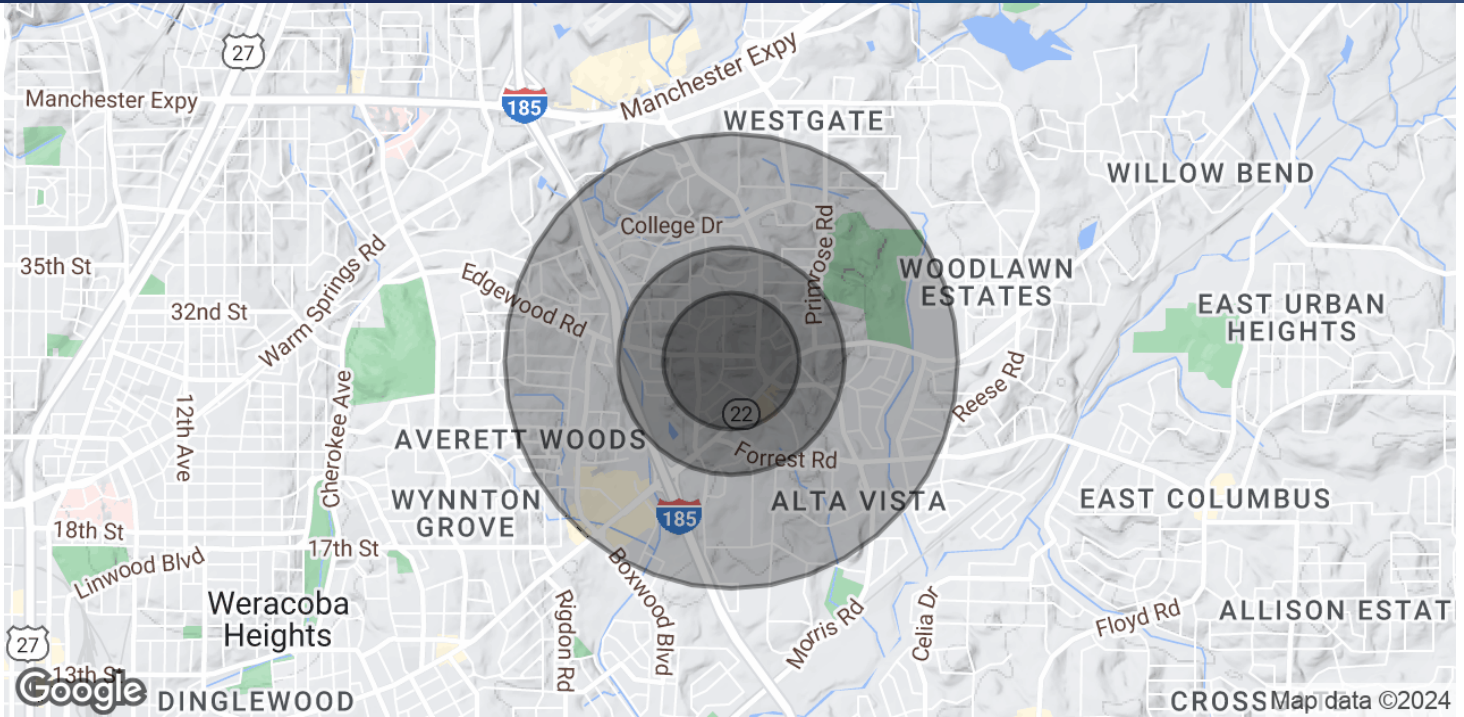 27
Manchester Expy
185
Manchester Expy
WESTGATE
WILLOW BEND
College Dr
Primrose Rd
35th St
Warm Springs Rd
Edgewood Rd
WOODLAWN
ESTATES
32nd St
EAST URBAN
HEIGHTS
Reese Rd
12th Ave
Cherokee Ave
22
AVERETT WOODS
Forrest Rd
WYNNTON
GROVE
ALTA VISTA
EAST COLUMBUS
185
18th St
17th St
Linwood Blvd
Boxwood Blvd
Weracoba
Heights
Rigdon Rd
Morris Rd
Celia Dr
Floyd Rd
ALLISON ESTAT
27
13th St
Google
DINGLEWOOD
CROSS
Map data ©2024